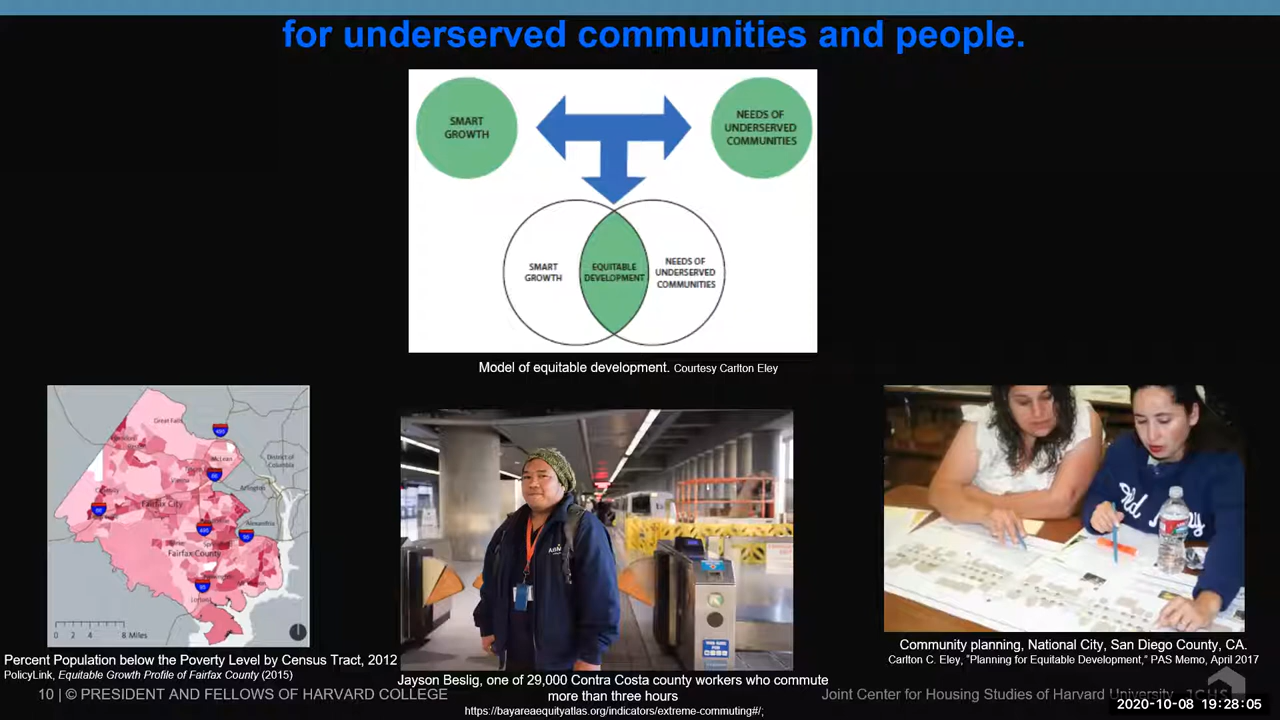 for underserved communities and people.
SMART
GROWTH
NEEDS OF
UNDERSERVED
COMMUNITIES
SMART
GROWTH
EQUITABLE
DEVELOPMENT
NEEDS OF
UNDERSERVED
COMMUNITIES
Model of equitable development. Courtesy Carlton Eley
Great Falls
McLean
District of
Columbia
Vienna
Arlington
Fairfax City
Alexandria
Fairfax County
Lorton
0 2 4 8 Miles
Percent Population below the Poverty Level by Census Tract, 2012
PolicyLink, Equitable Growth Profile of Fairfax County (2015)
Jayson Beslig, one of 29,000 Contra Costa county workers who commute
more than three hours
https://bayareaequityatlas.org/indicators/extreme-commuting#/;
Community planning, National City, San Diego County, CA.
Carlton C. Eley, "Planning for Equitable Development," PAS Memo, April 2017
10 | © PRESIDENT AND FELLOWS OF HARVARD COLLEGE
Joint Center for Housing Studies of Harvard University JCHS
2020-10-08 19:28:05